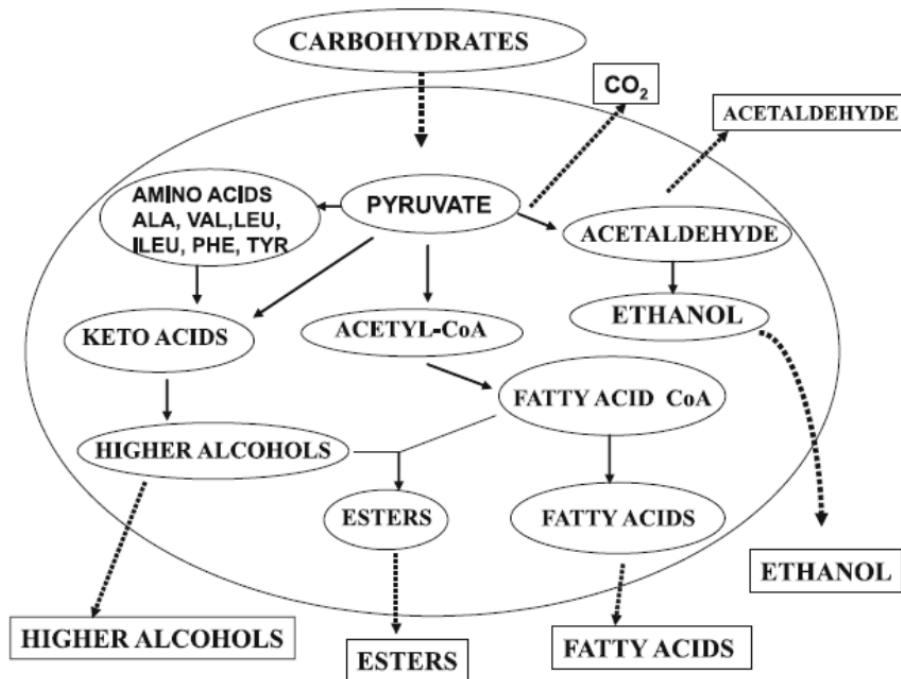 CARBOHYDRATES
CO₂
ACETALDEHYDE
AMINO ACIDS
ALA, VAL,LEU,
ILEU, PHE, TYR
PYRUVATE
ACETALDEHYDE
KETO ACIDS
ACETYL-CoA
ETHANOL
FATTY ACID CoA
HIGHER ALCOHOLS
ESTERS
FATTY ACIDS
ETHANOL
HIGHER ALCOHOLS
ESTERS
FATTY ACIDS